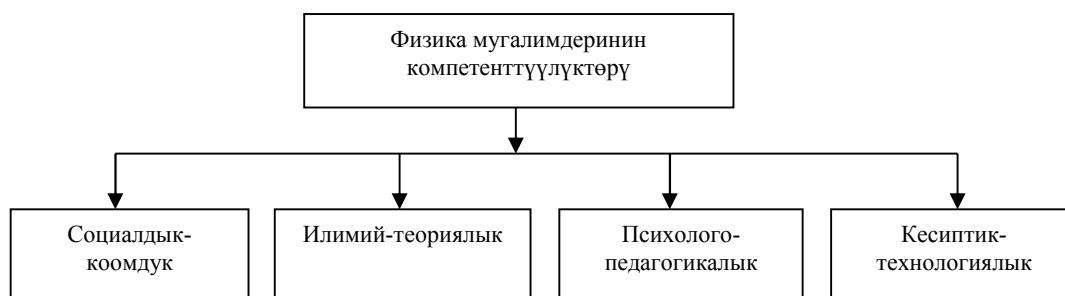 Физика мугалимдеринин
компетенттүүлүктөрү
Социалдык-
коомдук
Илимий-теориялык
Психолого-
педагогикалык
Кесиптик-
технологиялык